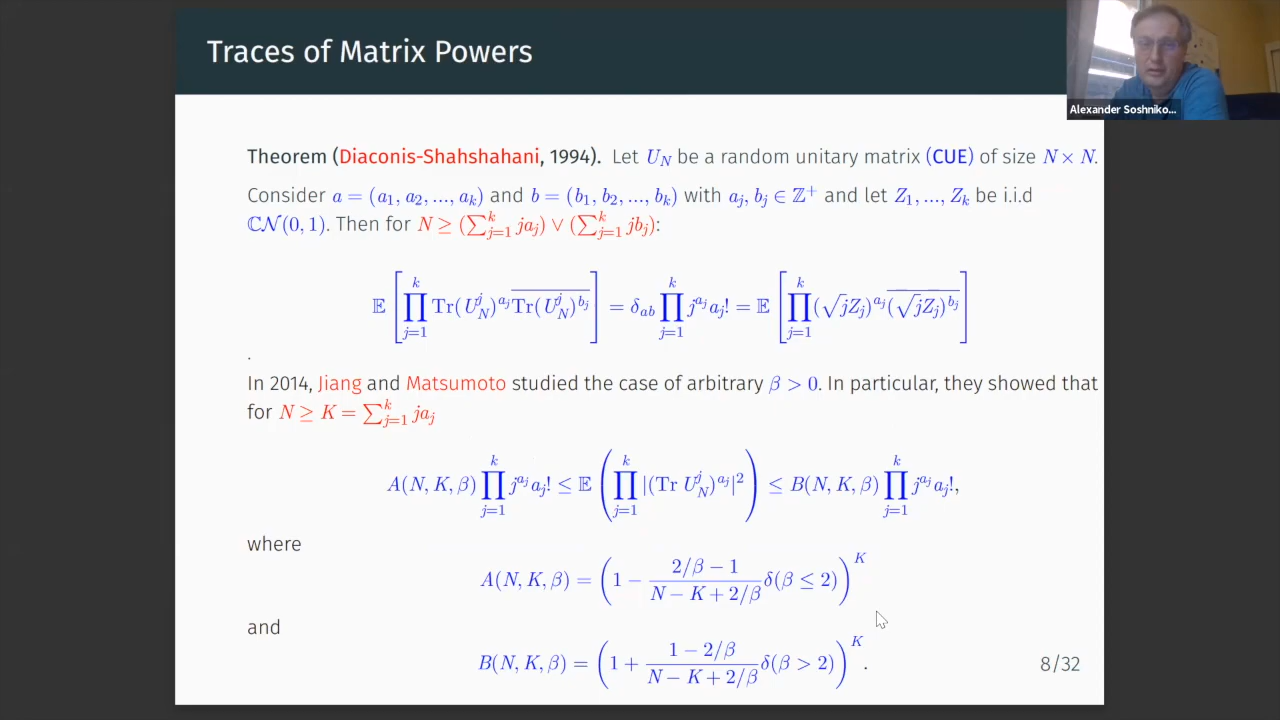 Traces of Matrix Powers
Alexander Soshniko...
Theorem (Diaconis-Shahshahani, 1994). Let U_N be a random unitary matrix (CUE) of size N × N.
Consider a = (a_1, a_2, ..., a_k) and b = (b_1, b_2, ..., b_k) with a_j, b_j ∈ ℤ^+ and let Z_1, ..., Z_k be i.i.d
ℂ𝒩(0, 1). Then for N ≥ (∑_{j=1}^k ja_j) ∨ (∑_{j=1}^k jb_j):
𝔼 [ ∏_{j=1}^k Tr(U_N^j)^{a_j} \overline{Tr(U_N^j)^{b_j}} ] = δ_{ab} ∏_{j=1}^k j^{a_j} a_j! = 𝔼 [ ∏_{j=1}^k (√j Z_j)^{a_j} \overline{(√j Z_j)^{b_j}} ]
.
In 2014, Jiang and Matsumoto studied the case of arbitrary β > 0. In particular, they showed that
for N ≥ K = ∑_{j=1}^k ja_j
A(N, K, β) ∏_{j=1}^k j^{a_j} a_j! ≤ 𝔼 ( ∏_{j=1}^k |(Tr U_N^j)^{a_j}|^2 ) ≤ B(N, K, β) ∏_{j=1}^k j^{a_j} a_j!,
where
A(N, K, β) = ( 1 − \frac{2/β − 1}{N − K + 2/β} δ(β ≤ 2) )^K
and
B(N, K, β) = ( 1 + \frac{1 − 2/β}{N − K + 2/β} δ(β > 2) )^K.
8/32